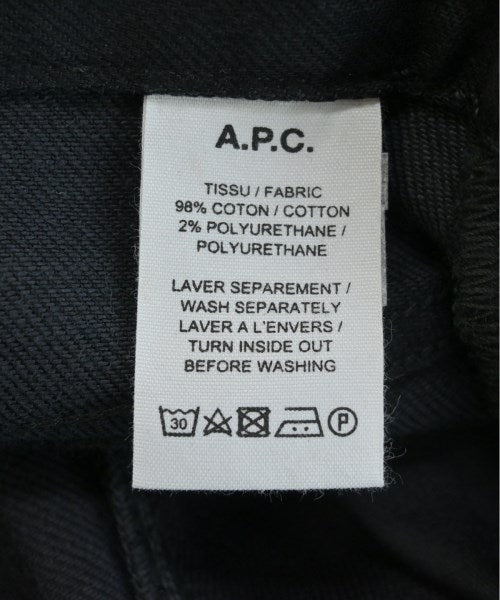 A.P.C.
TISSU / FABRIC
98% COTON / COTTON
2% POLYURETHANE /
POLYURETHANE
LAVER SEPAREMENT /
WASH SEPARATELY
LAVER A L'ENVERS /
TURN INSIDE OUT
BEFORE WASHING
30 P